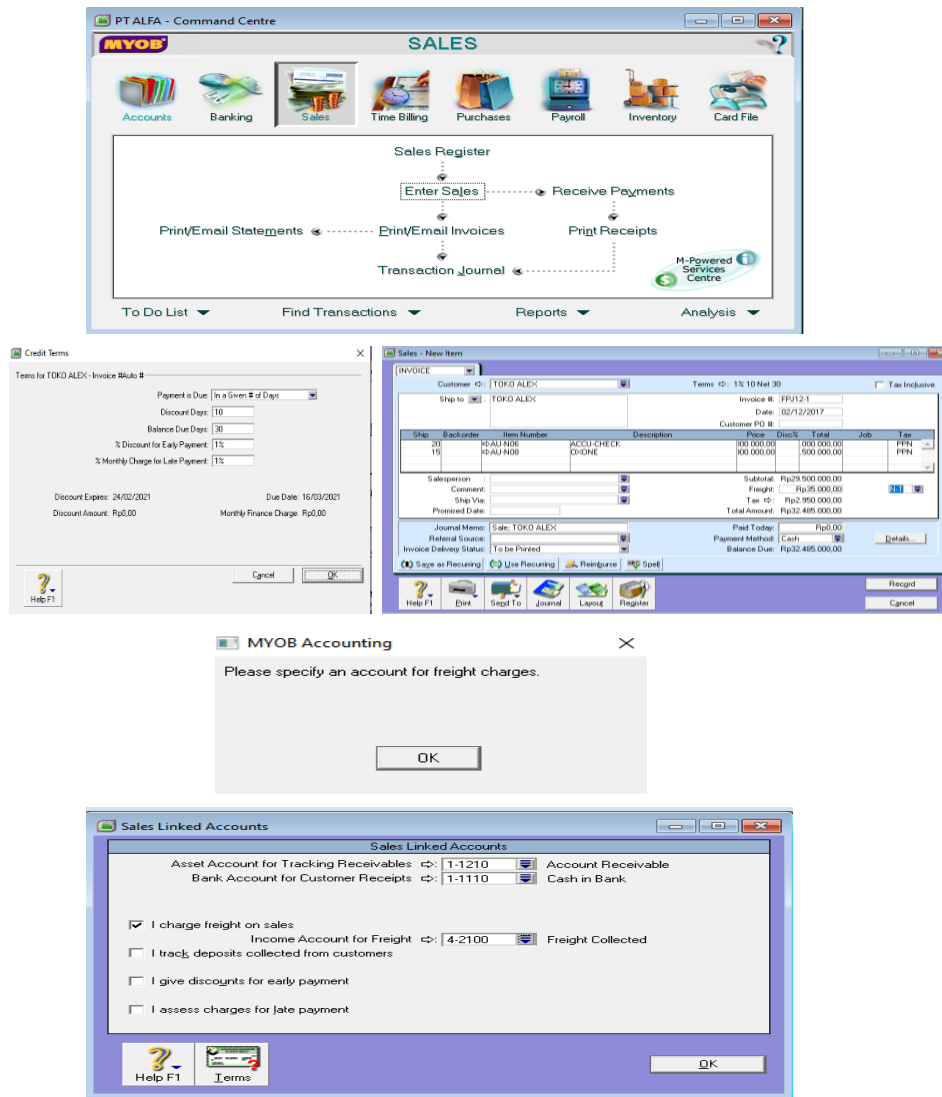 PT ALFA - Command Centre
MYOB SALES ?
Accounts Banking Sales Time Billing Purchases Payroll Inventory Card File
Sales Register
Enter Sales Receive Payments
Print/Email Statements Print/Email Invoices Print Receipts
Transaction Journal
M-Powered Services Centre
To Do List Find Transactions Reports Analysis
Credit Terms
Terms for TOKO ALEX - Invoice #Auto #
Payment is Due: In a Given # of Days
Discount Days: 10
Balance Due Days: 30
% Discount for Early Payment: 1%
% Monthly Charge for Late Payment: 1%
Discount Expires: 24/02/2021 Due Date: 16/03/2021
Discount Amount: Rp0,00 Monthly Finance Charge: Rp0,00
Cancel OK
Help F1
Sales - New Item
INVOICE
Customer : TOKO ALEX Terms : 1% 10 Net 30 Tax Inclusive
Ship to : TOKO ALEX Invoice #: FPJ12-1
Date: 02/12/2017
Customer PO #:
Ship Backorder Item Number Description Price Disc% Total Job Tax
20 AU-N06 ACCU-CHECK 000.000,00 PPN
15 AU-N08 OXONE 500.000,00 PPN
Salesperson : Subtotal: Rp29.500.000,00
Comment: Freight: Rp35.000,00 N-T
Ship Via: Tax : Rp2.950.000,00
Promised Date: Total Amount: Rp32.485.000,00
Journal Memo: Sale; TOKO ALEX Paid Today: Rp0,00
Referral Source: Payment Method: Cash Details...
Invoice Delivery Status: To be Printed Balance Due: Rp32.485.000,00
Save as Recurring Use Recurring Reimburse Spell
Help F1 Print Send To Journal Layout Register
Record
Cancel
MYOB Accounting
Please specify an account for freight charges.
OK
Sales Linked Accounts
Sales Linked Accounts
Asset Account for Tracking Receivables : 1-1210 Account Receivable
Bank Account for Customer Receipts : 1-1110 Cash in Bank
I charge freight on sales
Income Account for Freight : 4-2100 Freight Collected
I track deposits collected from customers
I give discounts for early payment
I assess charges for late payment
Help F1 Terms OK